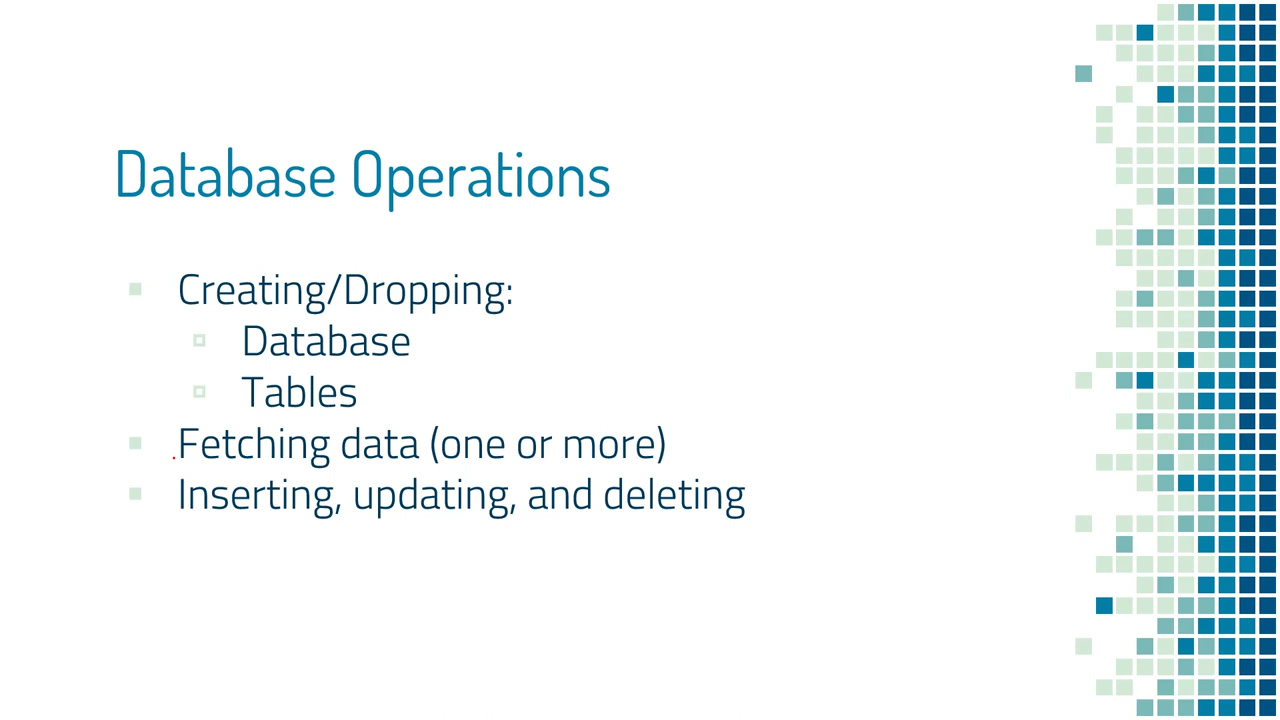 Database Operations
Creating/Dropping:
Database
Tables
Fetching data (one or more)
Inserting, updating, and deleting